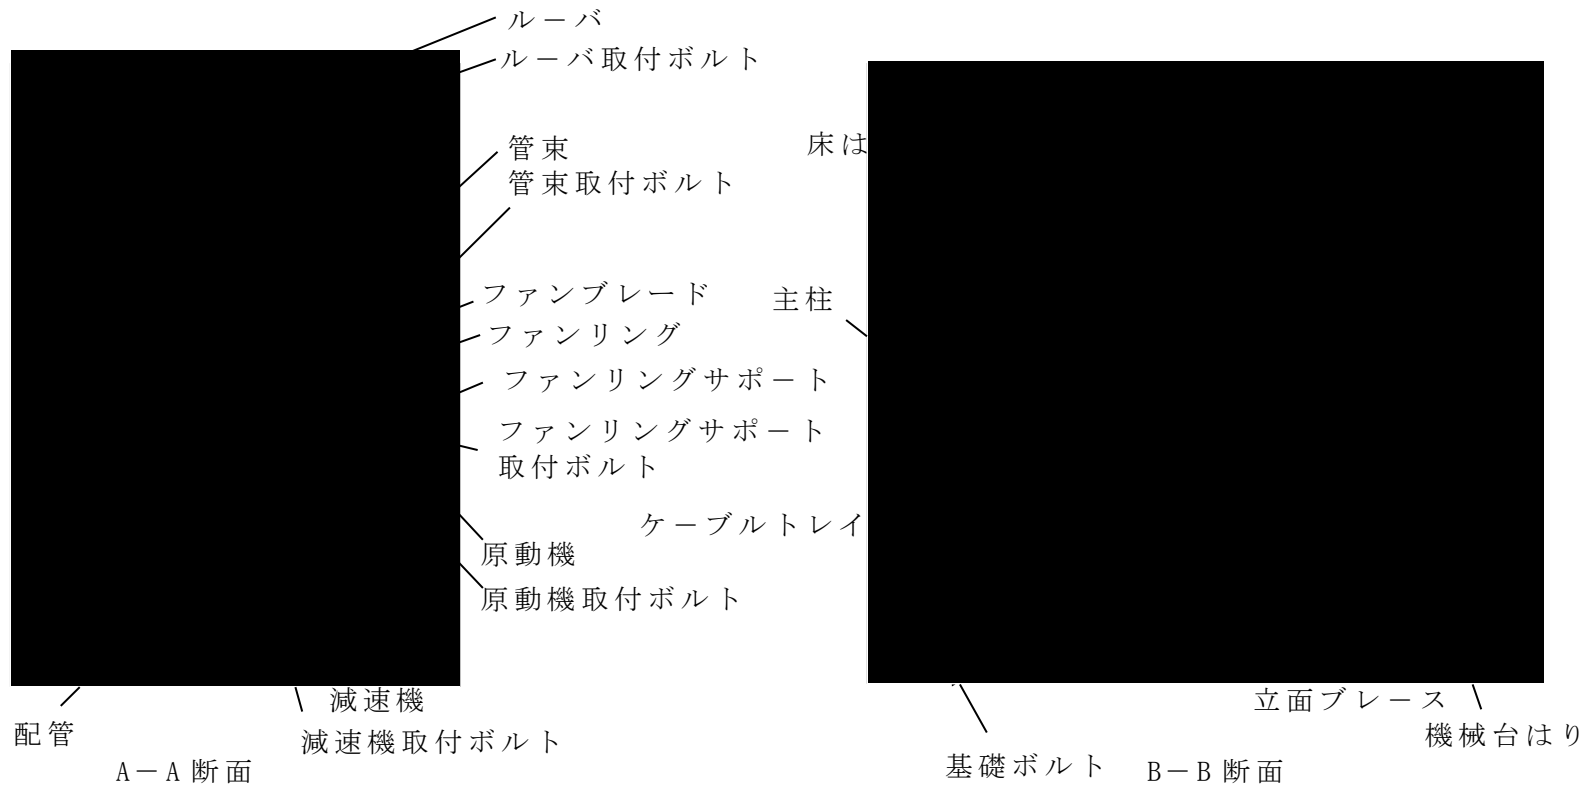 ルーバ
ルーバ取付ボルト
管束
管束取付ボルト
ファンブレード
ファンリング
ファンリングサポート
ファンリングサポート
取付ボルト
原動機
原動機取付ボルト
減速機
減速機取付ボルト
配管
A－A 断面
床は
主柱
ケーブルトレイ
立面ブレース
機械台はり
基礎ボルト
B－B 断面